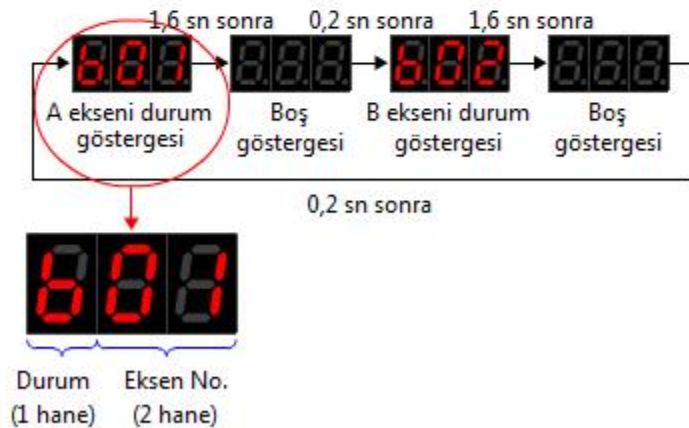 1,6 sn sonra 0,2 sn sonra 1,6 sn sonra
b01 b02
A ekseni durum göstergesi
Boş göstergesi
B ekseni durum göstergesi
Boş göstergesi
0,2 sn sonra
b01
Durum (1 hane)
Eksen No. (2 hane)